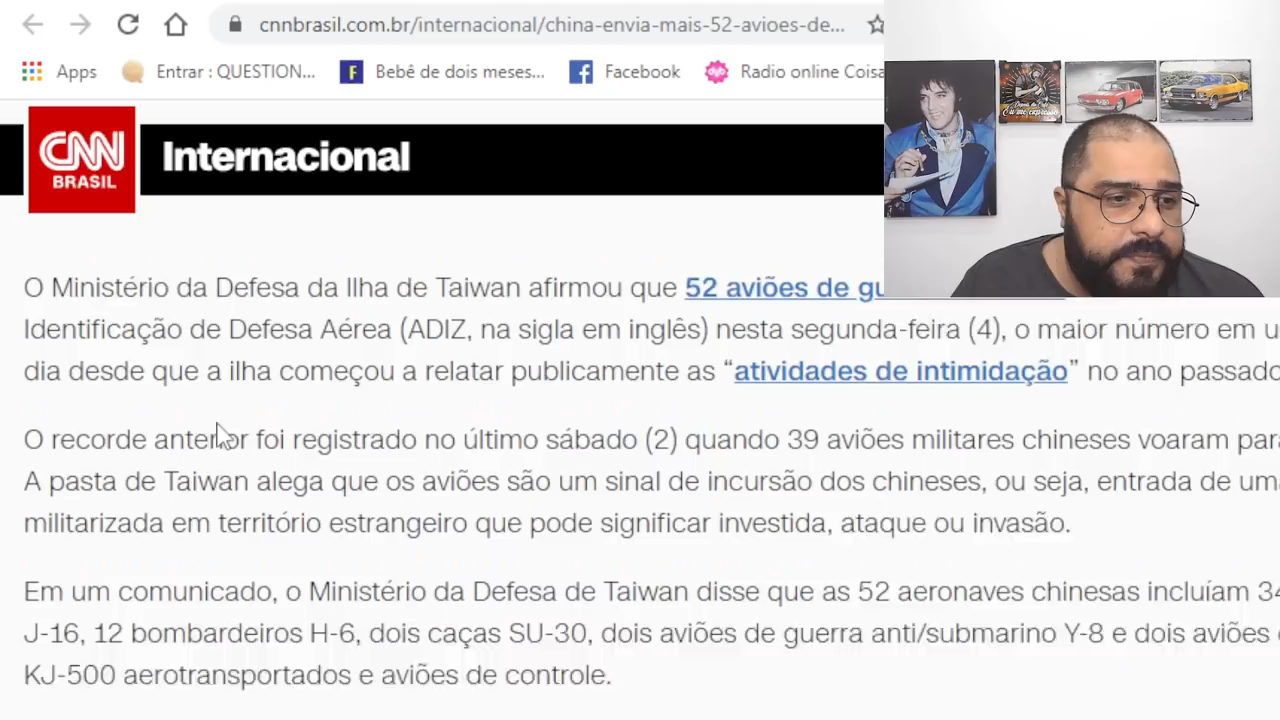 cnnbrasil.com.br/internacional/china-envia-mais-52-avioes-de...
Apps Entrar : QUESTION... F Bebê de dois meses... Facebook dvb Radio online Coisa
CNN BRASIL
Internacional
O Ministério da Defesa da Ilha de Taiwan afirmou que 52 aviões de gu
Identificação de Defesa Aérea (ADIZ, na sigla em inglês) nesta segunda-feira (4), o maior número em u
dia desde que a ilha começou a relatar publicamente as “atividades de intimidação” no ano passado
O recorde anterior foi registrado no último sábado (2) quando 39 aviões militares chineses voaram para
A pasta de Taiwan alega que os aviões são um sinal de incursão dos chineses, ou seja, entrada de uma
militarizada em território estrangeiro que pode significar investida, ataque ou invasão.
Em um comunicado, o Ministério da Defesa de Taiwan disse que as 52 aeronaves chinesas incluíam 34
J-16, 12 bombardeiros H-6, dois caças SU-30, dois aviões de guerra anti/submarino Y-8 e dois aviões
KJ-500 aerotransportados e aviões de controle.